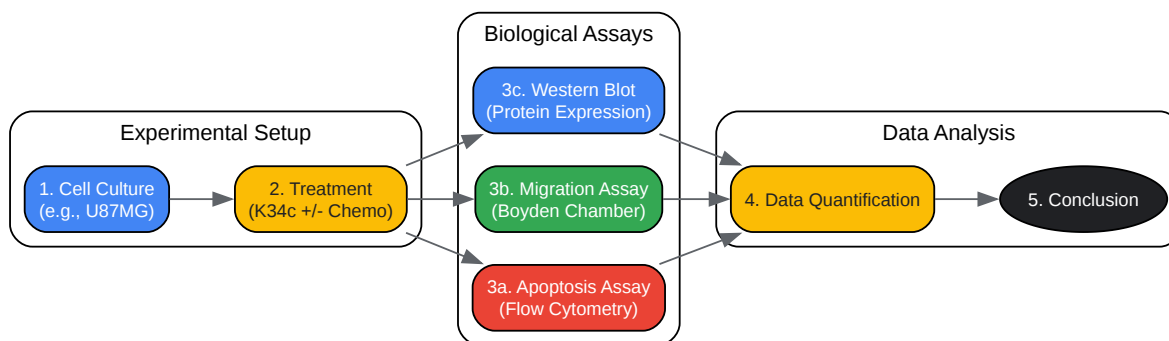 Experimental Setup
1. Cell Culture
(e.g., U87MG)
2. Treatment
(K34c +/- Chemo)
Biological Assays
3c. Western Blot
(Protein Expression)
3b. Migration Assay
(Boyden Chamber)
3a. Apoptosis Assay
(Flow Cytometry)
Data Analysis
4. Data Quantification
5. Conclusion